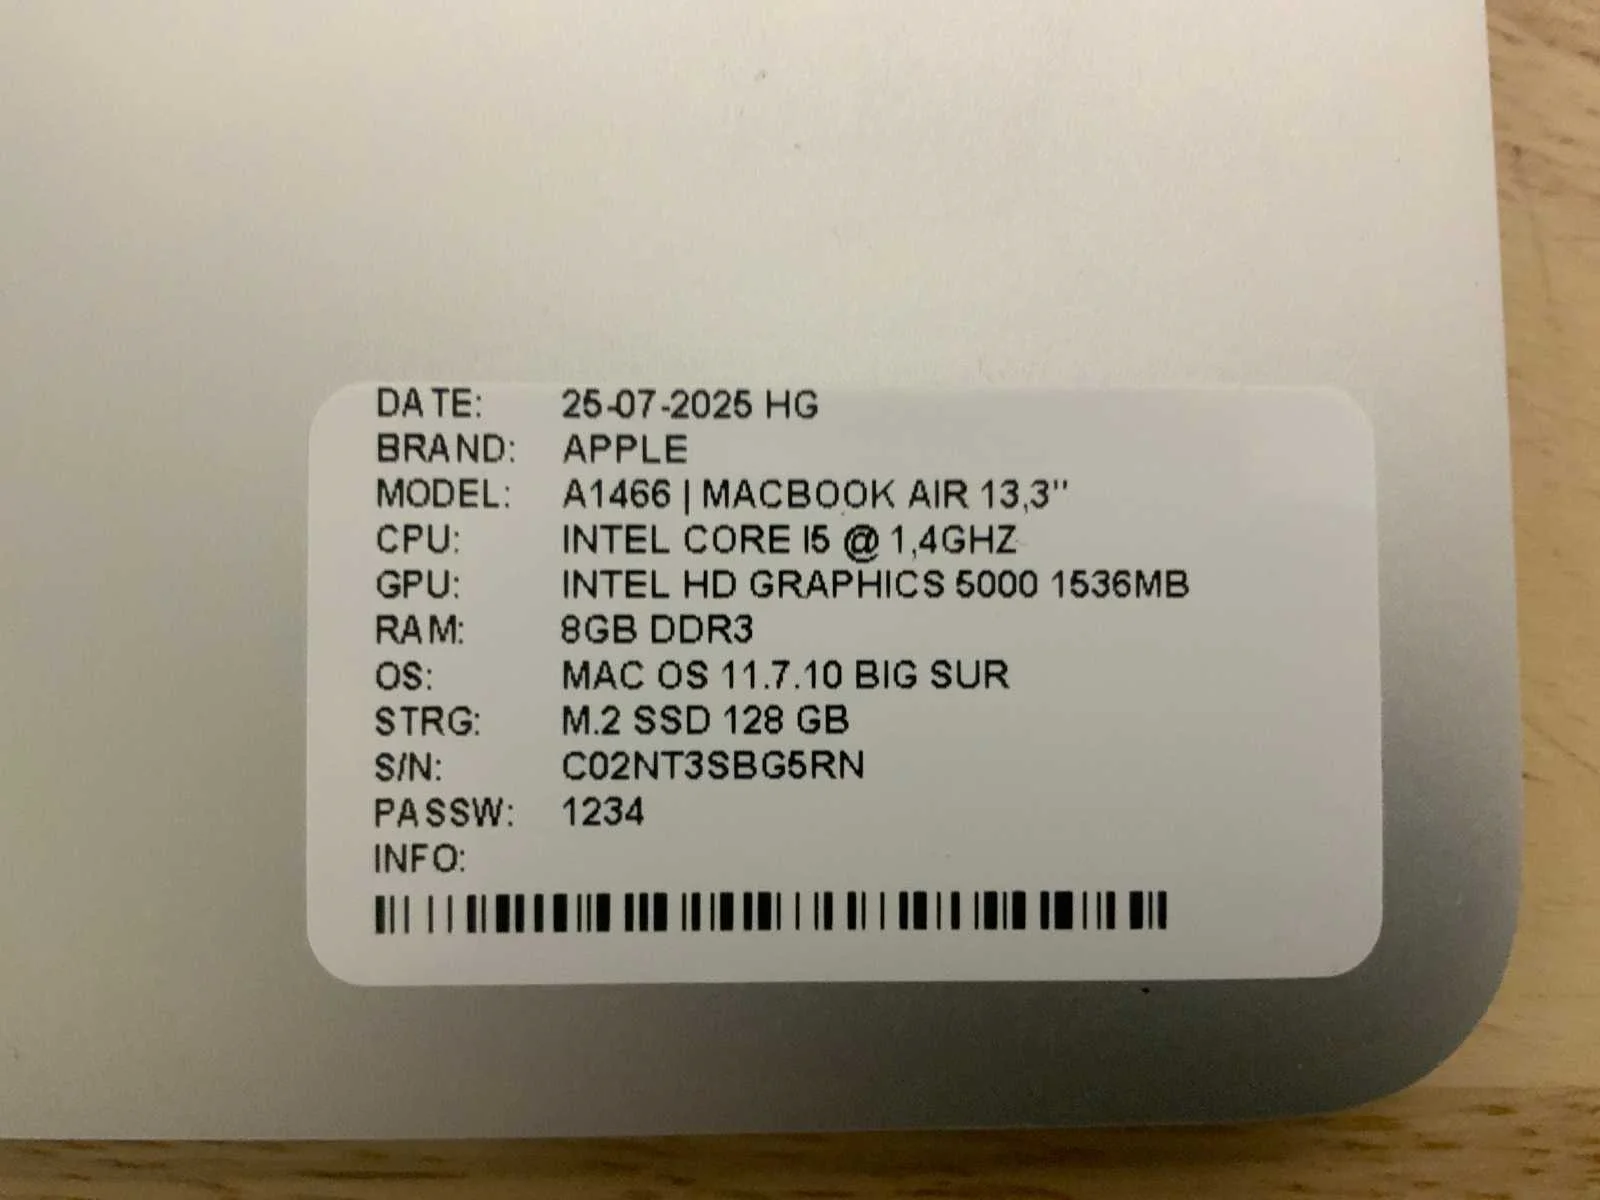 DATE: 25-07-2025 HG
BRAND: APPLE
MODEL: A1466 | MACBOOK AIR 13,3"
CPU: INTEL CORE I5 @ 1,4GHZ
GPU: INTEL HD GRAPHICS 5000 1536MB
RAM: 8GB DDR3
OS: MAC OS 11.7.10 BIG SUR
STRG: M.2 SSD 128 GB
S/N: C02NT3SBG5RN
PASSW: 1234
INFO: